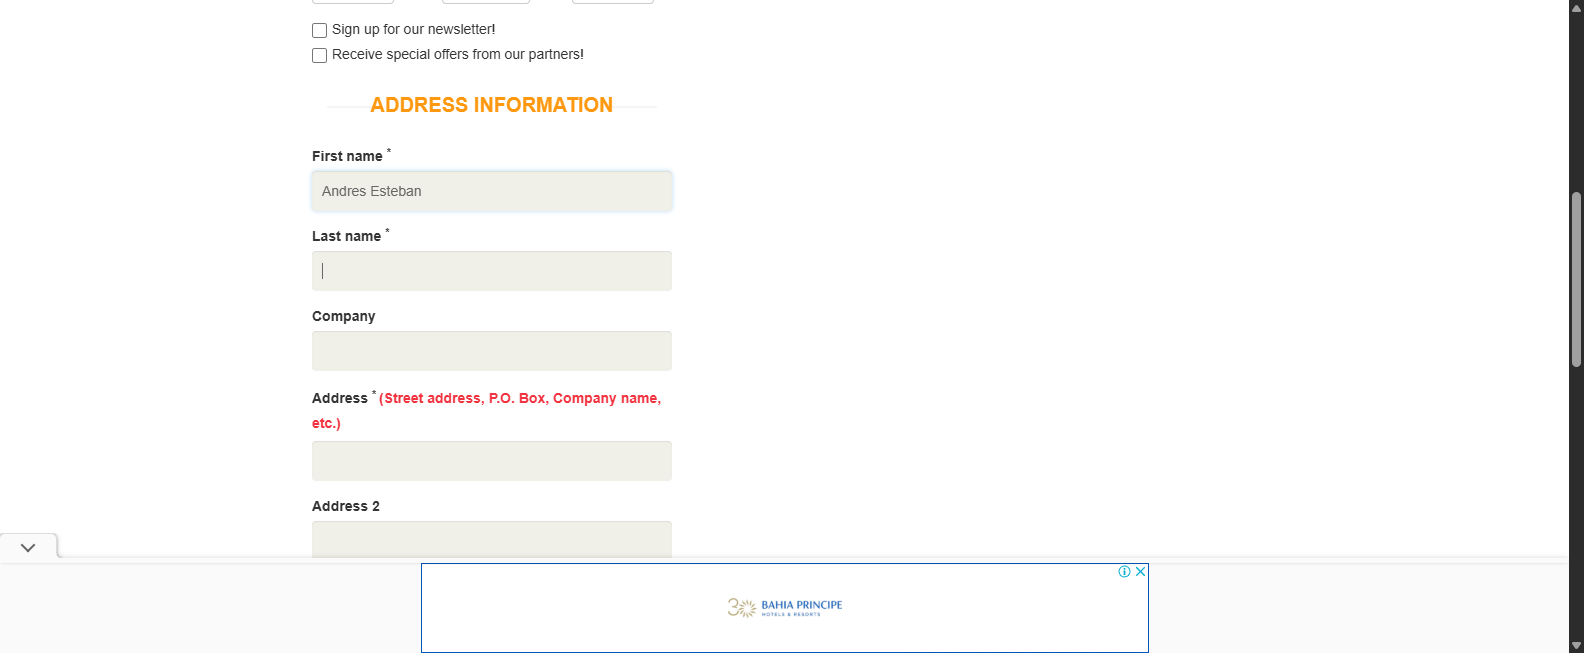 Sign up for our newsletter!
Receive special offers from our partners!
ADDRESS INFORMATION
First name *
Andres Esteban
Last name *
Company
Address * (Street address, P.O. Box, Company name,
etc.)
Address 2
30 BAHIA PRINCIPE
HOTELS & RESORTS